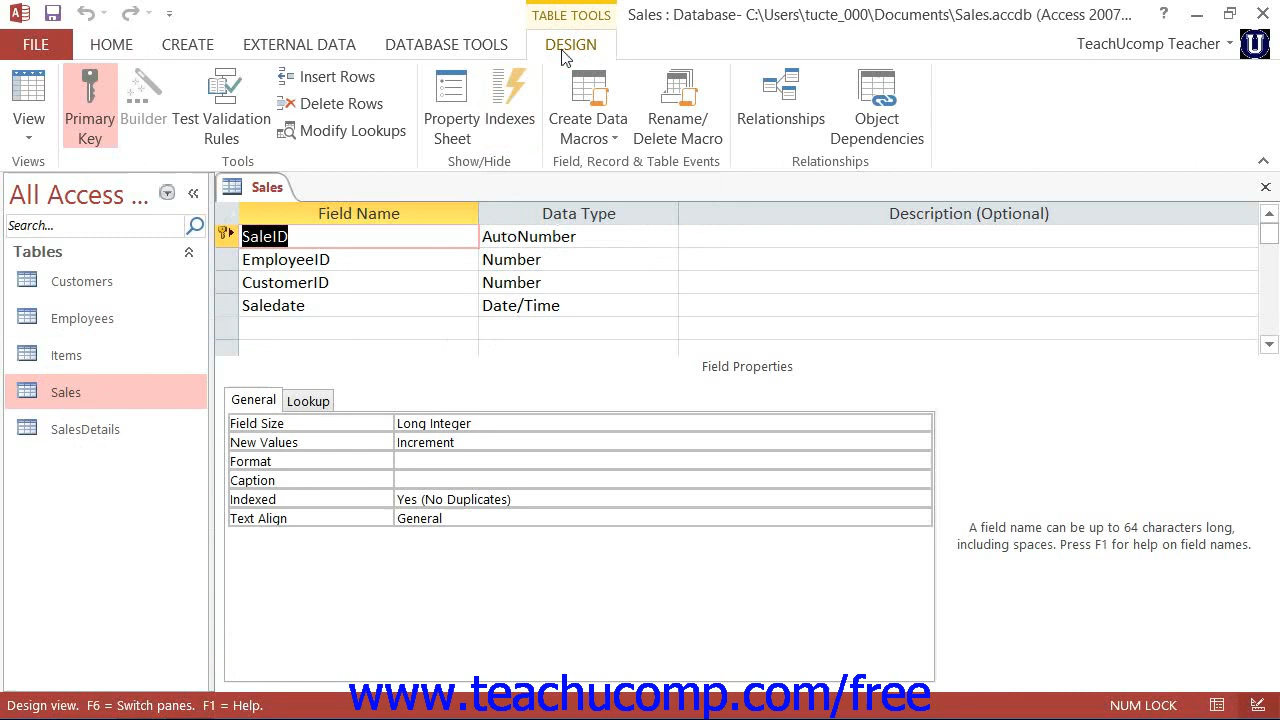 TABLE TOOLS
Sales : Database- C:\Users\tucte_000\Documents\Sales.accdb (Access 2007...
?
FILE HOME CREATE EXTERNAL DATA DATABASE TOOLS DESIGN TeachUcomp Teacher U
View
Primary Key
Builder
Test Validation Rules
Insert Rows
Delete Rows
Modify Lookups
Property Sheet
Indexes
Create Data Macros
Rename/ Delete Macro
Relationships
Object Dependencies
Views Tools Show/Hide Field, Record & Table Events Relationships
All Access ...
Search...
Tables
Customers
Employees
Items
Sales
SalesDetails
Sales
Field Name Data Type Description (Optional)
SaleID AutoNumber
EmployeeID Number
CustomerID Number
Saledate Date/Time
Field Properties
General Lookup
Field Size Long Integer
New Values Increment
Format
Caption
Indexed Yes (No Duplicates)
Text Align General
A field name can be up to 64 characters long,
including spaces. Press F1 for help on field names.
www.teachucomp.com/free
Design view. F6 = Switch panes. F1 = Help. NUM LOCK